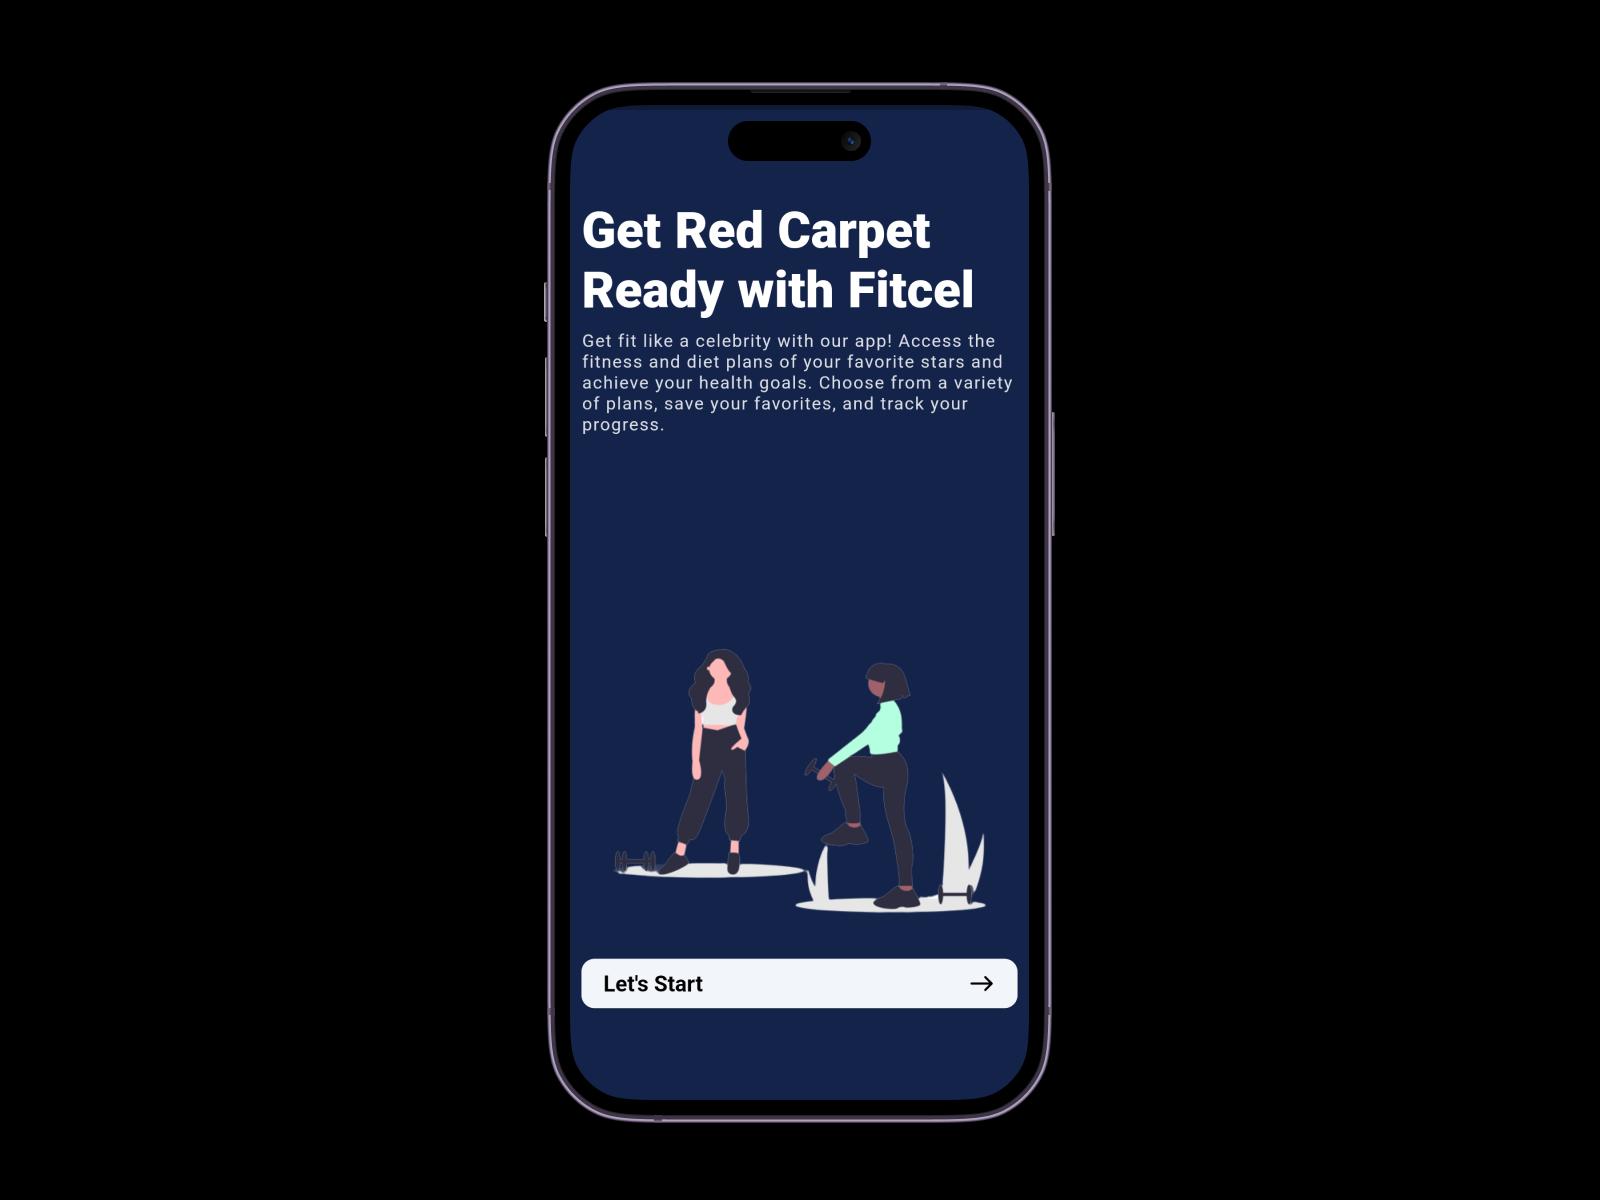 Get Red Carpet
Ready with Fitcel
Get fit like a celebrity with our app! Access the
fitness and diet plans of your favorite stars and
achieve your health goals. Choose from a variety
of plans, save your favorites, and track your
progress.
Let's Start